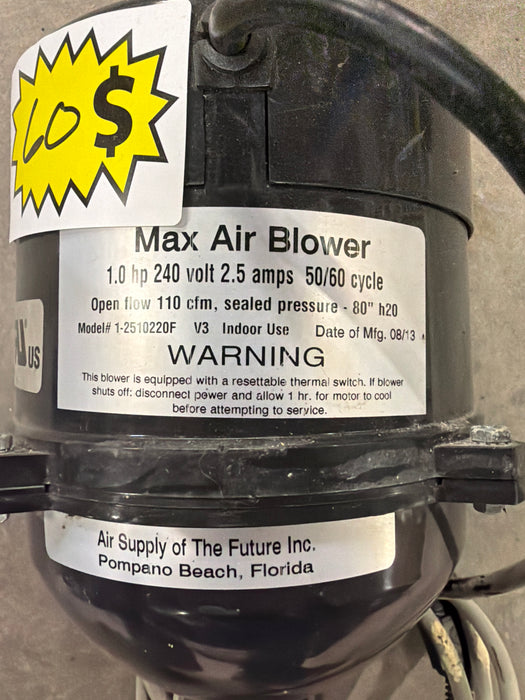 60 $
Max Air Blower
1.0 hp 240 volt 2.5 amps 50/60 cycle
Open flow 110 cfm, sealed pressure - 80" h20
Model# 1-2510220F V3 Indoor Use Date of Mfg. 08/13
WARNING
This blower is equipped with a resettable thermal switch. If blower
shuts off: disconnect power and allow 1 hr. for motor to cool
before attempting to service.
US
Air Supply of The Future Inc.
Pompano Beach, Florida